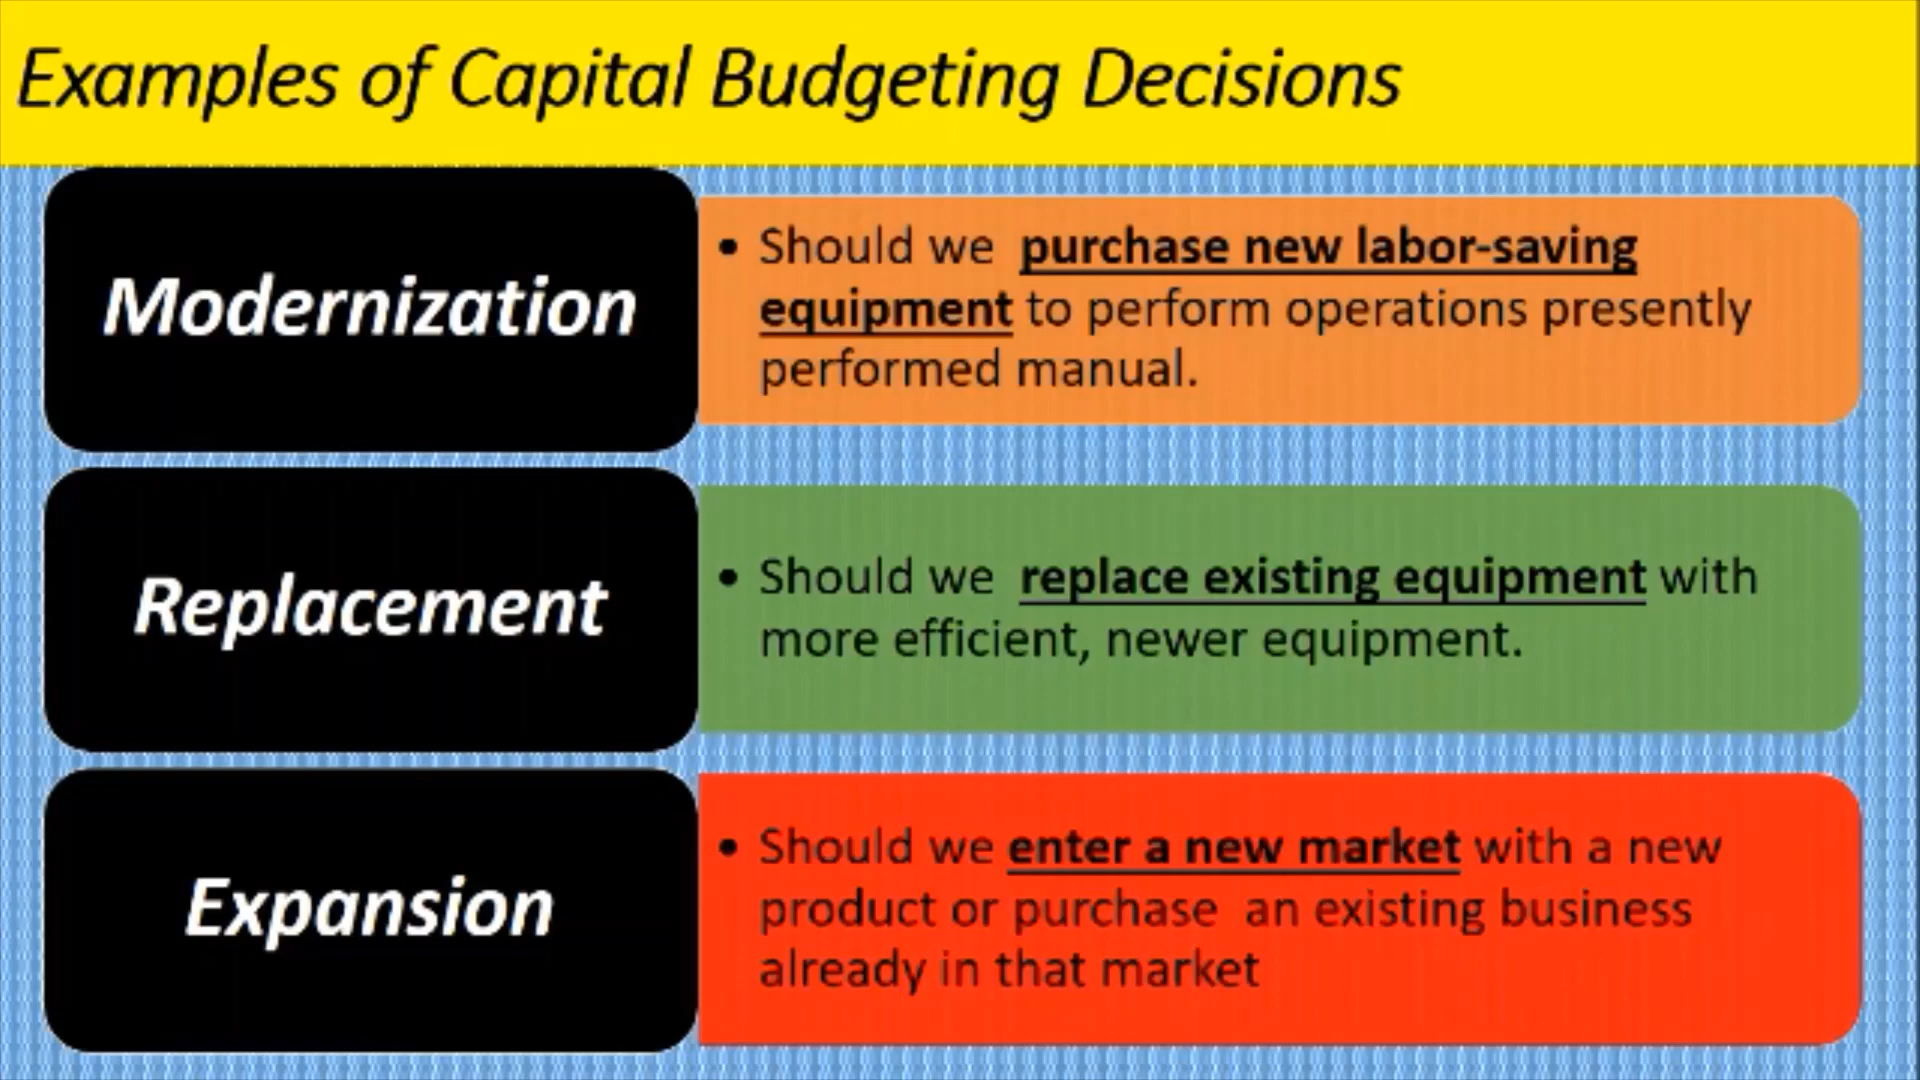 Examples of Capital Budgeting Decisions
Modernization
• Should we purchase new labor-saving
equipment to perform operations presently
performed manual.
Replacement
• Should we replace existing equipment with
more efficient, newer equipment.
Expansion
• Should we enter a new market with a new
product or purchase an existing business
already in that market